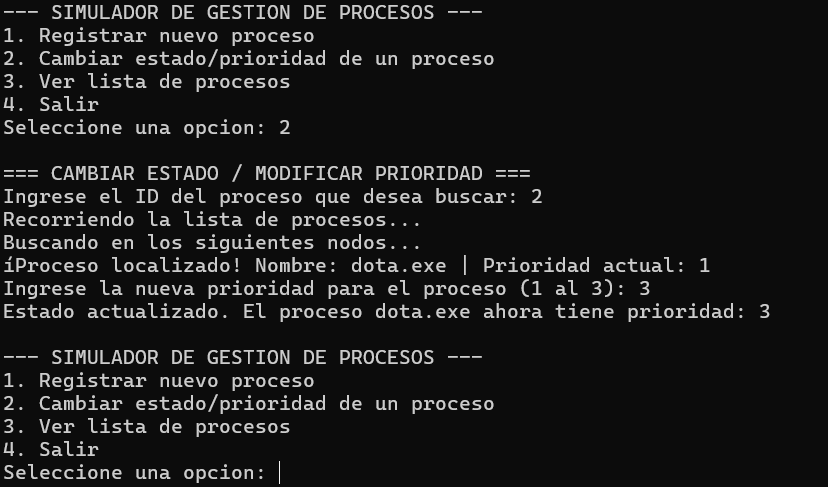 --- SIMULADOR DE GESTION DE PROCESOS ---
1. Registrar nuevo proceso
2. Cambiar estado/prioridad de un proceso
3. Ver lista de procesos
4. Salir
Seleccione una opcion: 2

=== CAMBIAR ESTADO / MODIFICAR PRIORIDAD ===
Ingrese el ID del proceso que desea buscar: 2
Recorriendo la lista de procesos...
Buscando en los siguientes nodos...
íProceso localizado! Nombre: dota.exe | Prioridad actual: 1
Ingrese la nueva prioridad para el proceso (1 al 3): 3
Estado actualizado. El proceso dota.exe ahora tiene prioridad: 3

--- SIMULADOR DE GESTION DE PROCESOS ---
1. Registrar nuevo proceso
2. Cambiar estado/prioridad de un proceso
3. Ver lista de procesos
4. Salir
Seleccione una opcion: